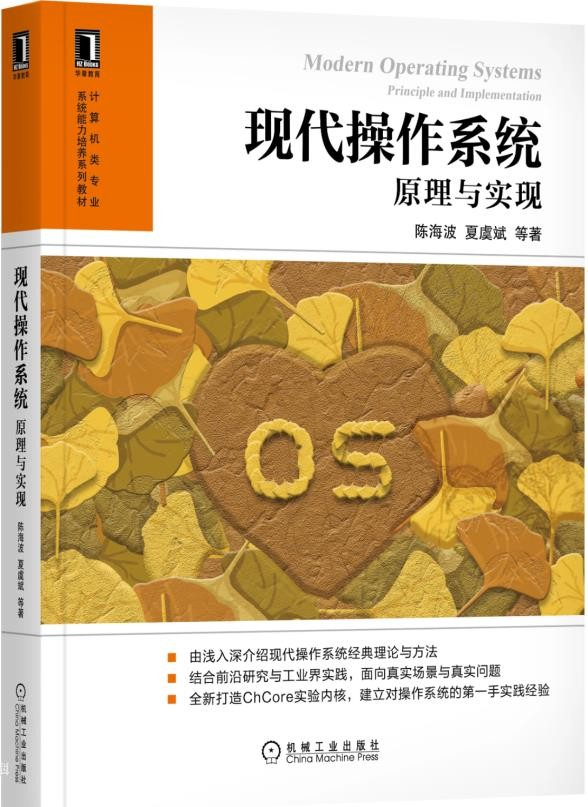 HZ Books
华章教育
计算机类专业
系统能力培养系列教材
现代操作系统
原理与实现
陈海波 夏虞斌 等著
机械工业出版社
China Machine Press
Modern Operating Systems
Principle and Implementation
现代操作系统
原理与实现
陈海波 夏虞斌 等著
OS
由浅入深介绍现代操作系统经典理论与方法
结合前沿研究与工业界实践，面向真实场景与真实问题
全新打造ChCore实验内核，建立对操作系统的第一手实践经验
机械工业出版社
China Machine Press